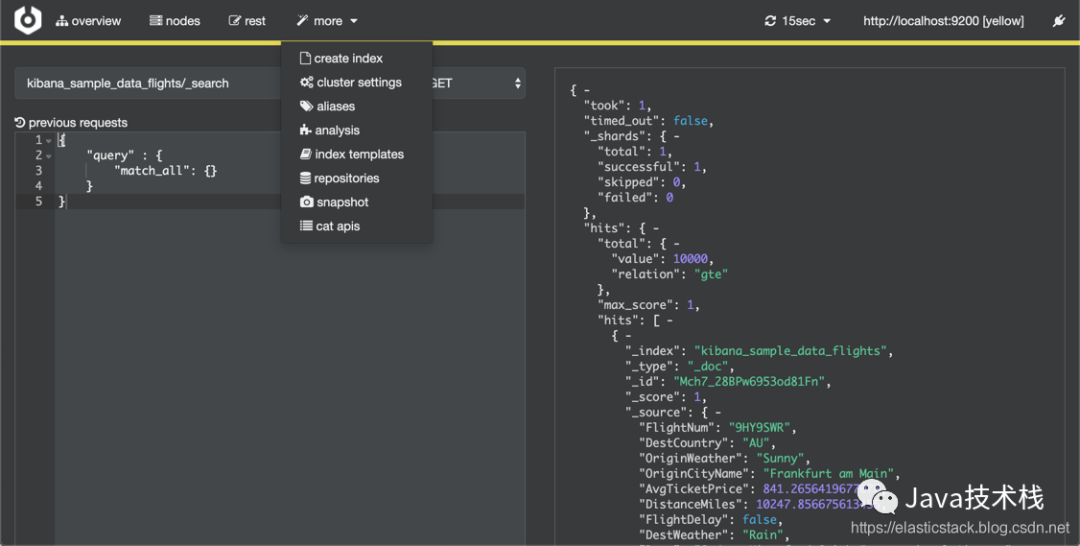 overview nodes rest more 15sec http://localhost:9200 [yellow]
create index
cluster settings
aliases
analysis
index templates
repositories
snapshot
cat apis
kibana_sample_data_flights/_search GET
previous requests
1 {
2 "query" : {
3 "match_all": {}
4 }
5 }
{ -
"took": 1,
"timed_out": false,
"_shards": { -
"total": 1,
"successful": 1,
"skipped": 0,
"failed": 0
},
"hits": { -
"total": { -
"value": 10000,
"relation": "gte"
},
"max_score": 1,
"hits": [ -
{ -
"_index": "kibana_sample_data_flights",
"_type": "_doc",
"_id": "Mch7_28BPw6953od81Fn",
"_score": 1,
"_source": { -
"FlightNum": "9HY9SWR",
"DestCountry": "AU",
"OriginWeather": "Sunny",
"OriginCityName": "Frankfurt am Main",
"AvgTicketPrice": 841.265641967
"DistanceMiles": 10247.856675613
"FlightDelay": false,
"DestWeather": "Rain",
Java技术栈
https://elasticstack.blog.csdn.net